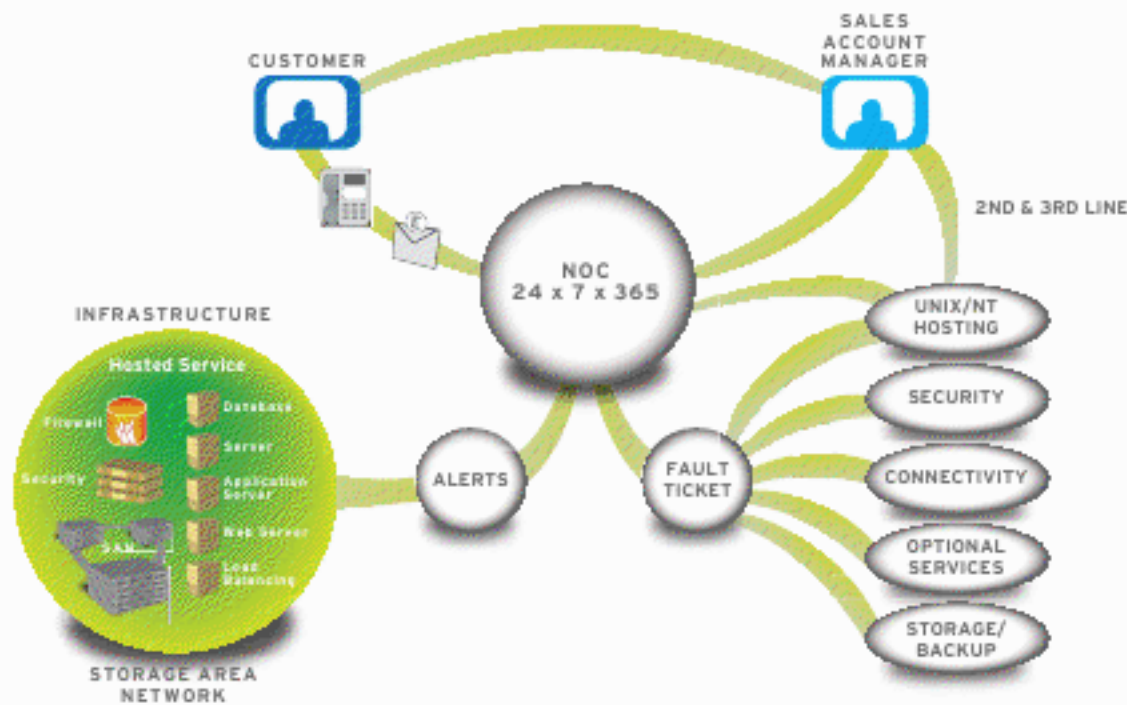 SALES
ACCOUNT
MANAGER
CUSTOMER
2ND & 3RD LINE
NOC
24 x 7 x 365
UNIX/NT
HOSTING
INFRASTRUCTURE
Hosted Service
Firewall
Database
Server
Security
Application
Server
SAN
Web Server
Load
Balancing
ALERTS
FAULT
TICKET
SECURITY
CONNECTIVITY
OPTIONAL
SERVICES
STORAGE/
BACKUP
STORAGE AREA
NETWORK